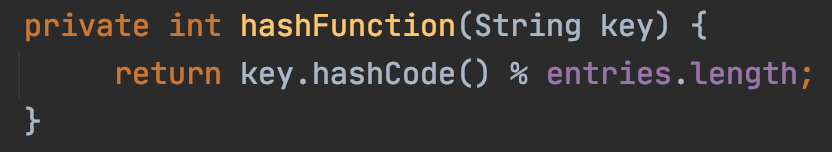 private int hashFunction(String key) {
return key.hashCode() % entries.length;
}